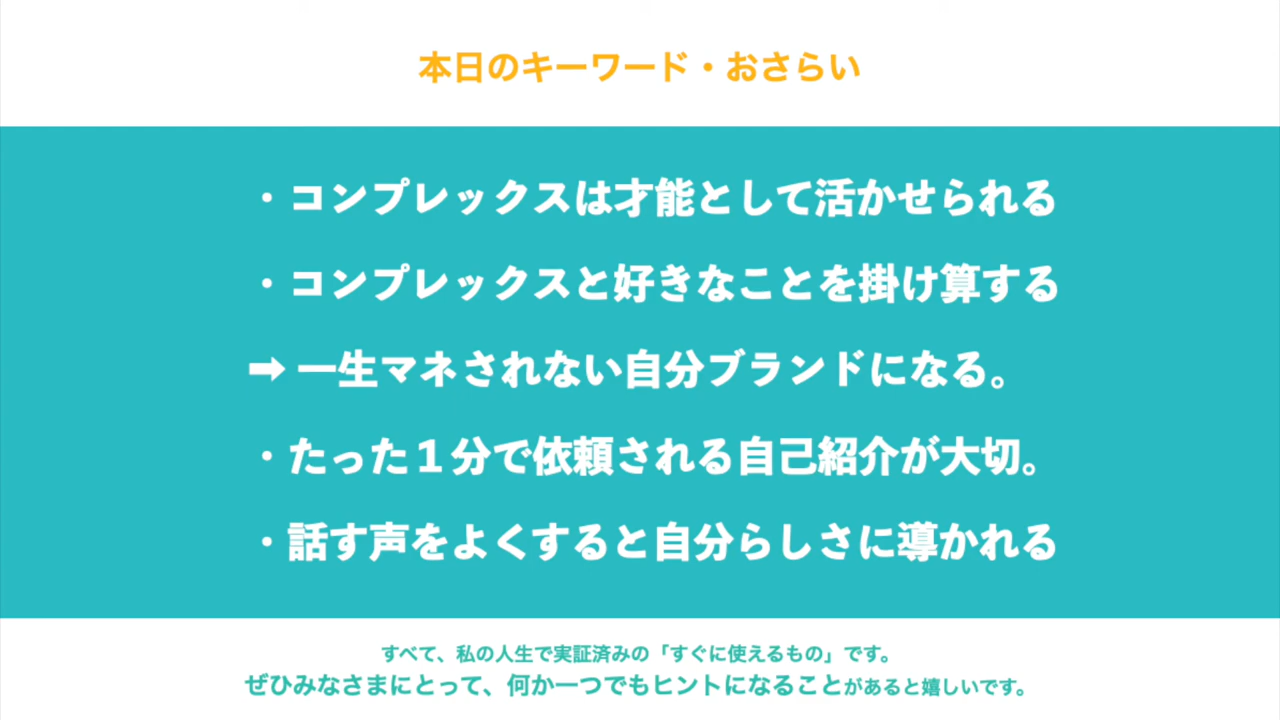 本日のキーワード・おさらい
・コンプレックスは才能として活かせられる
・コンプレックスと好きなことを掛け算する
➡ 一生マネされない自分ブランドになる。
・たった１分で依頼される自己紹介が大切。
・話す声をよくすると自分らしさに導かれる
すべて、私の人生で実証済みの「すぐに使えるもの」です。
ぜひみなさまにとって、何か一つでもヒントになることがあると嬉しいです。